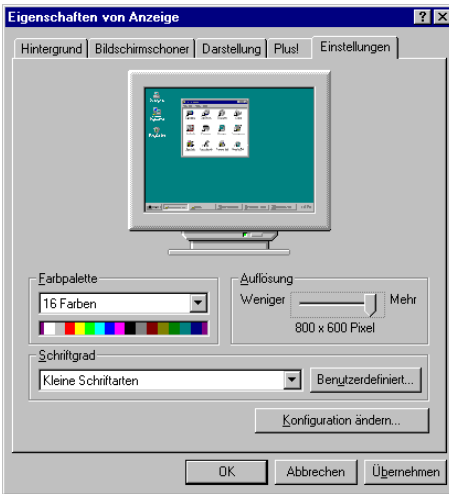 Eigenschaften von Anzeige
Hintergrund Bildschirmschoner Darstellung Plus! Einstellungen
Farbpalette
16 Farben
Auflösung
Weniger Mehr
800 x 600 Pixel
Schriftgrad
Kleine Schriftarten
Benutzerdefiniert...
Konfiguration ändern...
OK Abbrechen Übernehmen